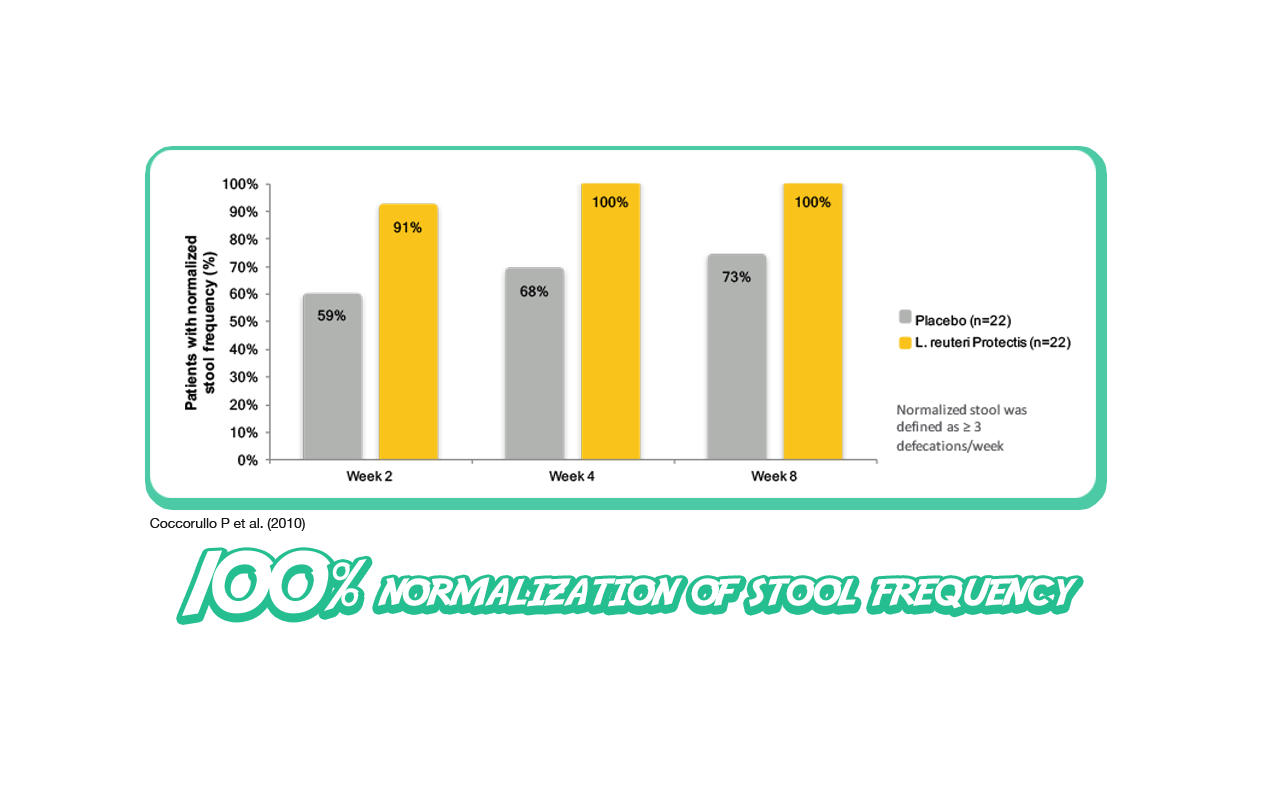 100%
90%
80%
70%
60%
50%
40%
30%
20%
10%
0%
Patients with normalized
stool frequency (%)
59%
91%
68%
100%
73%
100%
Week 2
Week 4
Week 8
Placebo (n=22)
L. reuteri Protectis (n=22)
Normalized stool was
defined as ≥ 3
defecations/week
Coccorullo P et al. (2010)
100% NORMALIZATION OF STOOL FREQUENCY